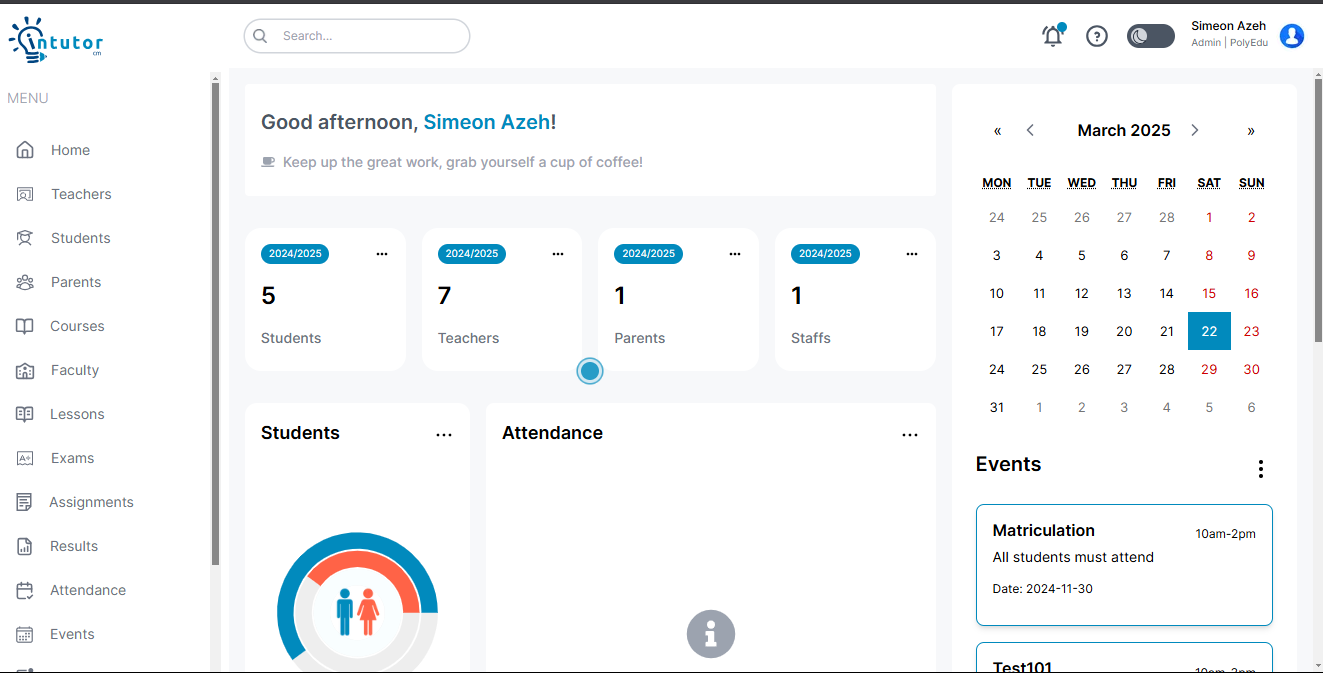 intutor
cm
Search...
Simeon Azeh
Admin | PolyEdu
MENU
Home
Teachers
Students
Parents
Courses
Faculty
Lessons
Exams
Assignments
Results
Attendance
Events
Good afternoon, Simeon Azeh!
Keep up the great work, grab yourself a cup of coffee!
2024/2025 ...
5
Students
2024/2025 ...
7
Teachers
2024/2025 ...
1
Parents
2024/2025 ...
1
Staffs
Students ...
Attendance ...
« March 2025 »
MON TUE WED THU FRI SAT SUN
24 25 26 27 28 1 2
3 4 5 6 7 8 9
10 11 12 13 14 15 16
17 18 19 20 21 22 23
24 25 26 27 28 29 30
31 1 2 3 4 5 6
Events
Matriculation 10am-2pm
All students must attend
Date: 2024-11-30
Test101